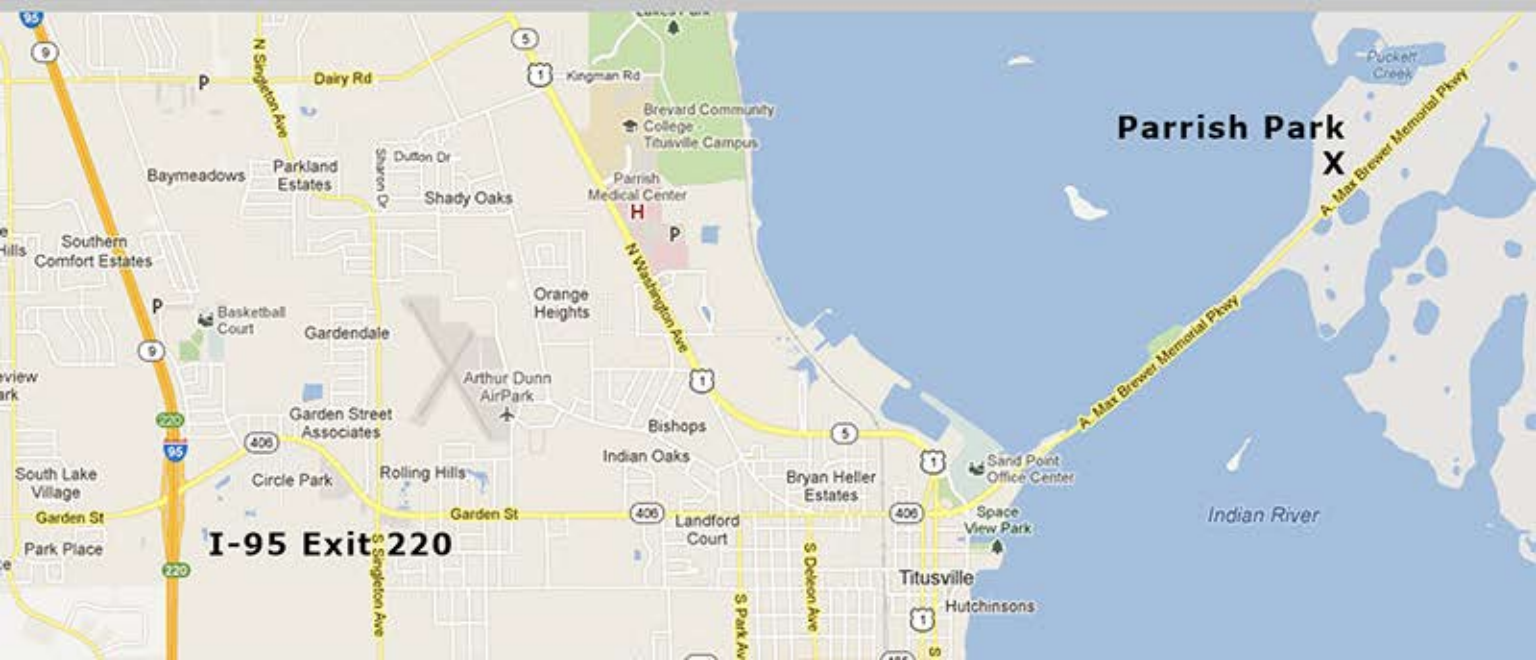 95
9
N Singleton Ave
5
1
Kingman Rd
Dairy Rd
P
Puckett
Creek
A. Max Brewer Memorial Pkwy
Brevard Community
College -
Titusville Campus
Parrish Park
X
Baymeadows
Parkland
Estates
Sharon Dr
Dutton Dr
Shady Oaks
Parrish
Medical Center
H
P
Hills
Southern
Comfort Estates
N Washington Ave
P
Basketball
Court
Gardendale
Orange
Heights
A. Max Brewer Memorial Pkwy
9
Arthur Dunn
AirPark
1
220
Garden Street
Associates
95
406
Bishops
5
1
Indian Oaks
South Lake
Village
Circle Park
Rolling Hills
Bryan Heller
Estates
Sand Point
Office Center
Garden St
Garden St
406
406
Landford
Court
Space
View Park
Indian River
Park Place
I-95 Exit 220
220
S Singleton Ave
S Deleon Ave
S Park Av
Titusville
Hutchinsons
1
S